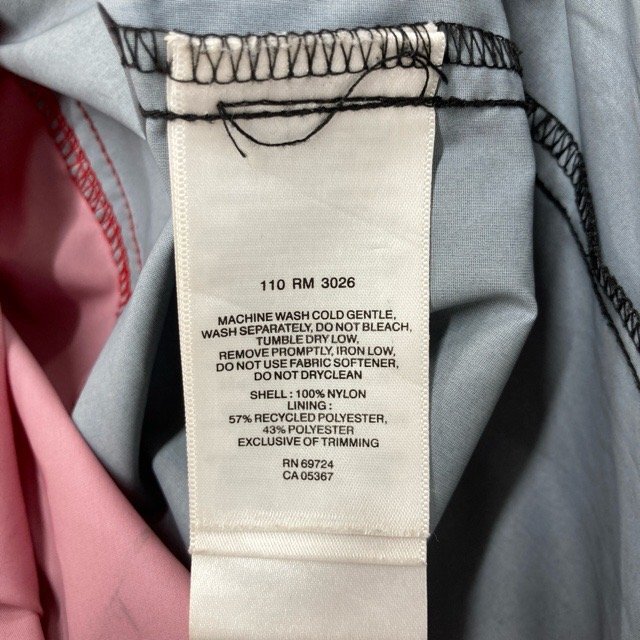 110 RM 3026
MACHINE WASH COLD GENTLE,
WASH SEPARATELY, DO NOT BLEACH,
TUMBLE DRY LOW,
REMOVE PROMPTLY, IRON LOW,
DO NOT USE FABRIC SOFTENER,
DO NOT DRYCLEAN
SHELL : 100% NYLON
LINING :
57% RECYCLED POLYESTER,
43% POLYESTER
EXCLUSIVE OF TRIMMING
RN 69724
CA 05367